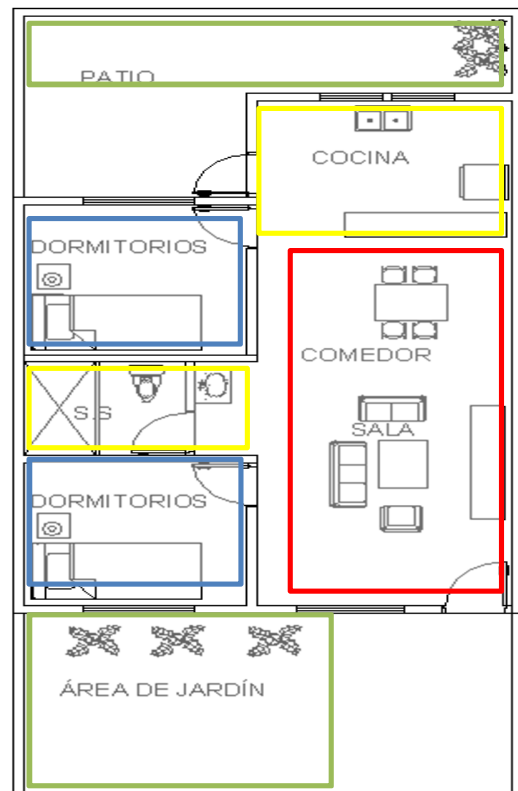 PATIO
COCINA
DORMITORIOS
COMEDOR
S.S
SALA
DORMITORIOS
ÁREA DE JARDÍN